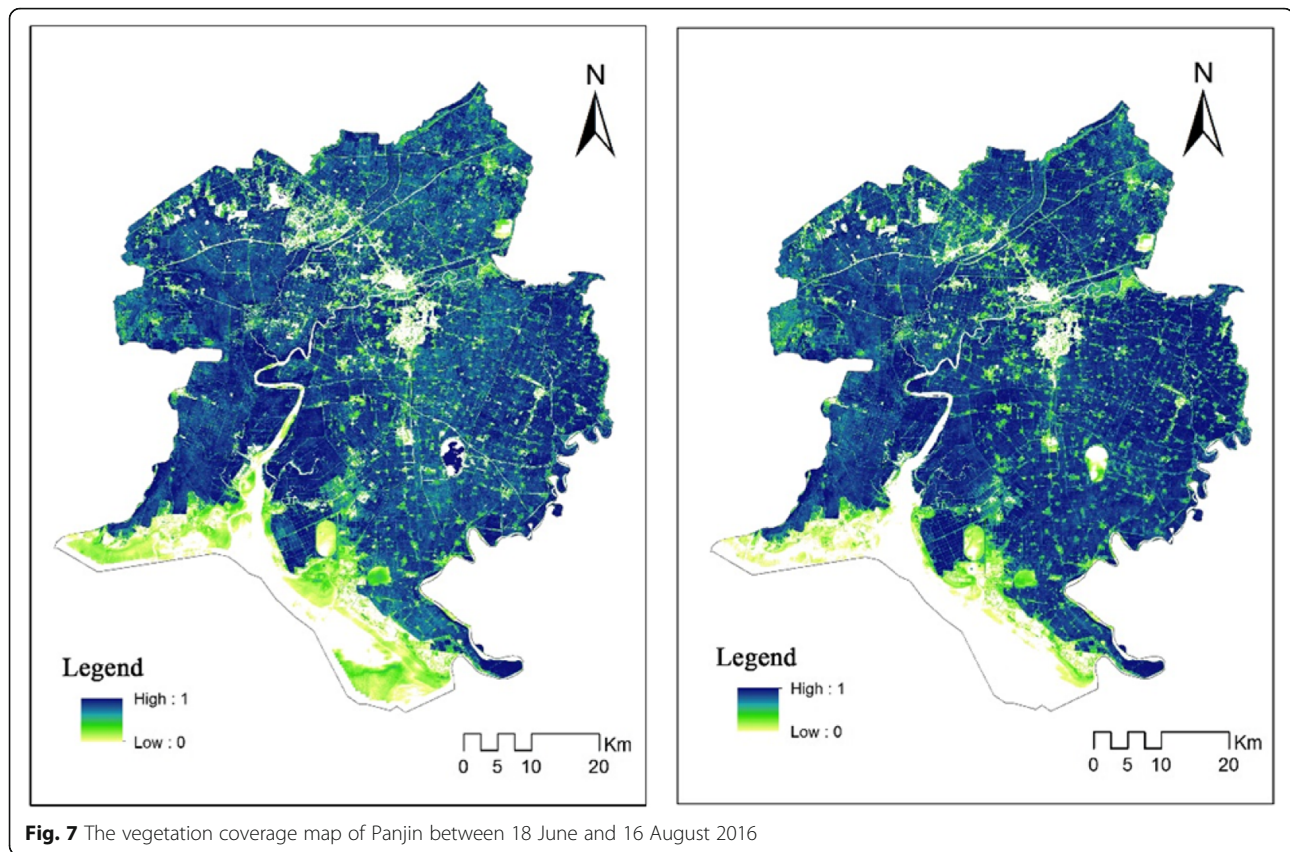 N
Legend
High : 1
Low : 0
Km
0 5 10 20
N
Legend
High : 1
Low : 0
Km
0 5 10 20
Fig. 7 The vegetation coverage map of Panjin between 18 June and 16 August 2016